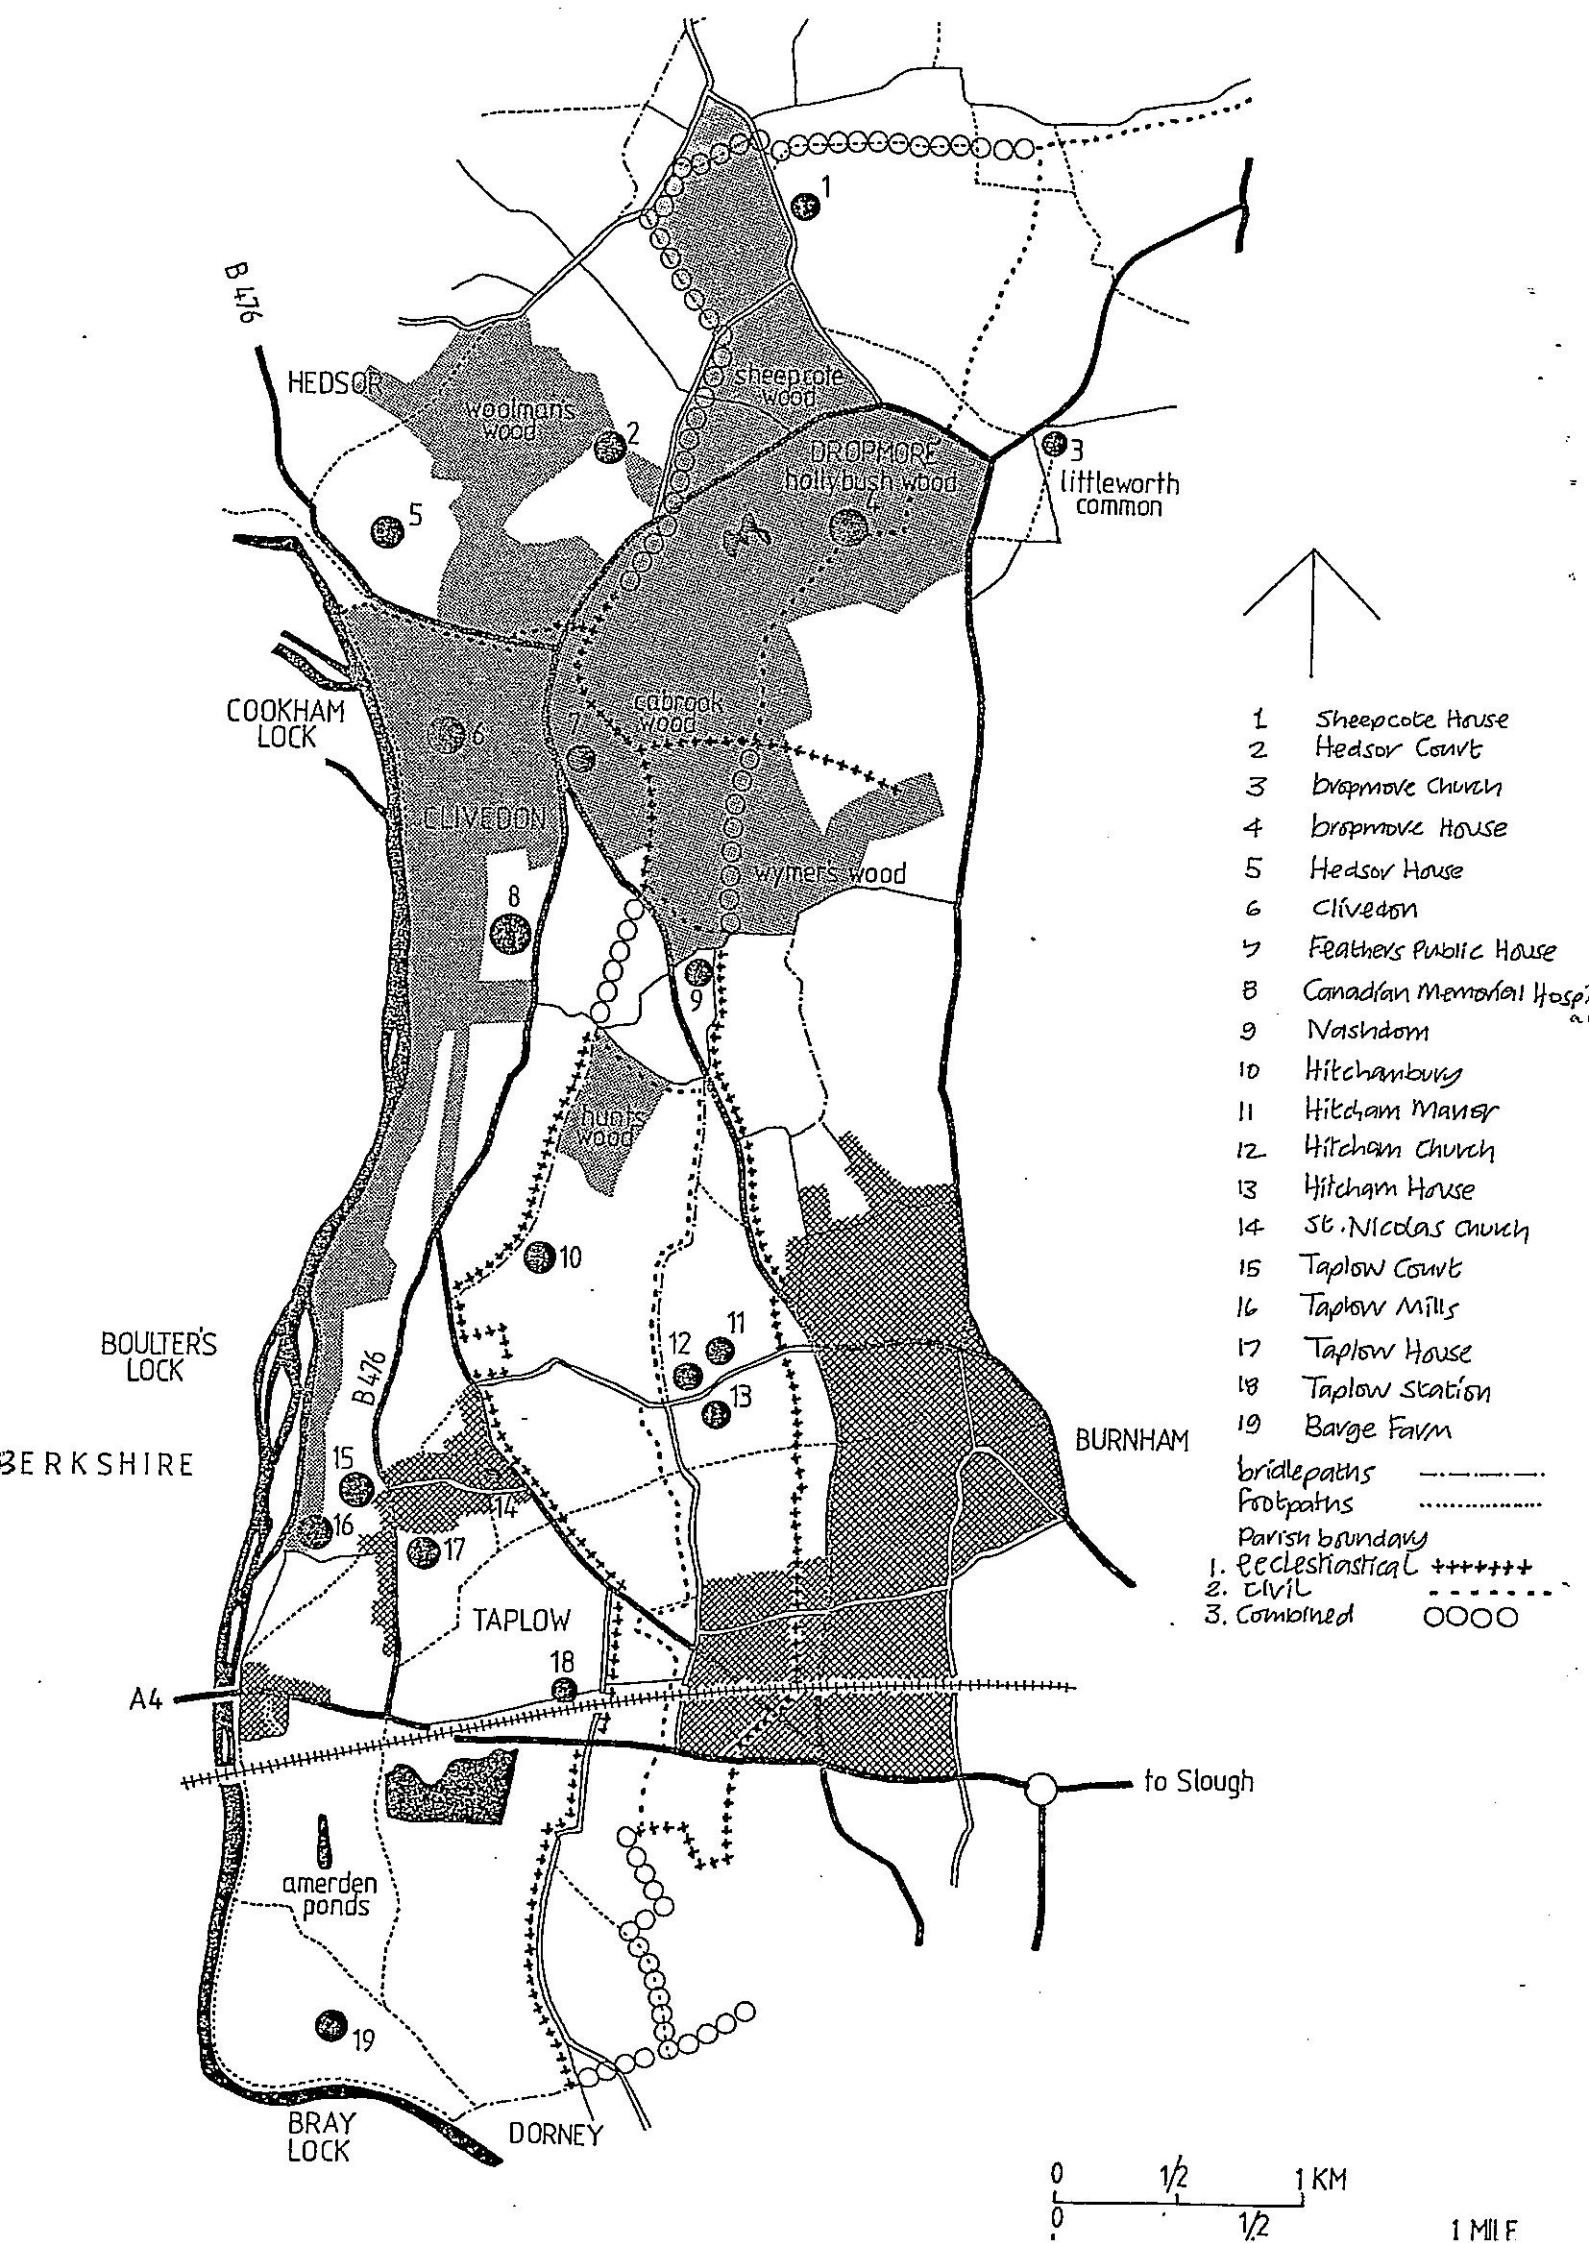 1
B 476
HEDSOR
sheepcote
wood
woolman's
wood
2
DROPMORE
hollybush wood
3
littleworth
common
4
5
COOKHAM
LOCK
cabrook
wood
6
7
CLIVEDON
wymer's wood
8
9
hunts
wood
10
11
12
13
BOULTER'S
LOCK
B 476
BERKSHIRE
BURNHAM
15
14
16
17
TAPLOW
18
A4
to Slough
amerden
ponds
19
BRAY
LOCK
DORNEY
1 Sheepcote House
2 Hedsor Court
3 Dropmore Church
4 Dropmore House
5 Hedsor House
6 Clivedon
7 Feathers Public House
8 Canadian Memorial Hospi
9 Nashdom
10 Hitchambury
11 Hitcham Manor
12 Hitcham Church
13 Hitcham House
14 St. Nicolas Church
15 Taplow Court
16 Taplow Mills
17 Taplow House
18 Taplow Station
19 Barge Farm
bridlepaths
footpaths
Parish boundary
1. ecclesiastical
2. civil
3. Combined
0 1/2 1 KM
0 1/2 1 MILE